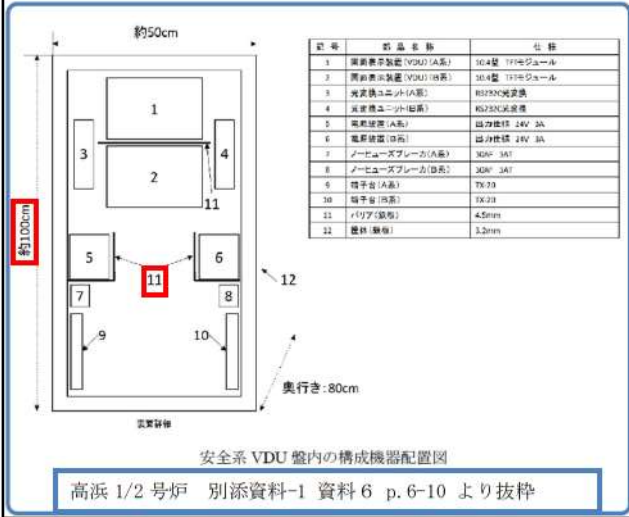 約50cm
約100cm
1
2
3
4
11
5
6
11
7
8
12
9
10
奥行き:80cm
盤裏詳細
記号 部品名称 仕様
1 画面表示装置(VDU)(A系) 10.4型 TFTモジュール
2 画面表示装置(VDU)(B系) 10.4型 TFTモジュール
3 光変換ユニット(A系) RS232C光変換
4 光変換ユニット(B系) RS232C光変換
5 電源装置(A系) 出力仕様 24V 3A
6 電源装置(B系) 出力仕様 24V 3A
7 ノーヒューズブレーカ(A系) 30AF 3AT
8 ノーヒューズブレーカ(B系) 30AF 3AT
9 端子台(A系) TX-20
10 端子台(B系) TX-20
11 バリア(鉄板) 4.5mm
12 筐体(鉄板) 3.2mm
安全系 VDU 盤内の構成機器配置図
高浜 1/2 号炉 別添資料-1 資料 6 p.6-10 より抜粋